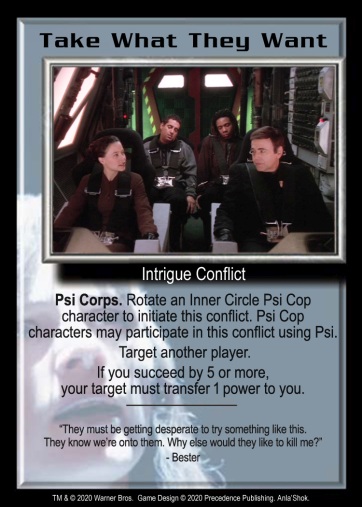 Take What They Want
Intrigue Conflict
Psi Corps. Rotate an Inner Circle Psi Cop
character to initiate this conflict. Psi Cop
characters may participate in this conflict using Psi.
Target another player.
If you succeed by 5 or more,
your target must transfer 1 power to you.
"They must be getting desperate to try something like this.
They know we're onto them. Why else would they like to kill me?"
- Bester
TM & © 2020 Warner Bros. Game Design © 2020 Precedence Publishing. Anla'Shok.